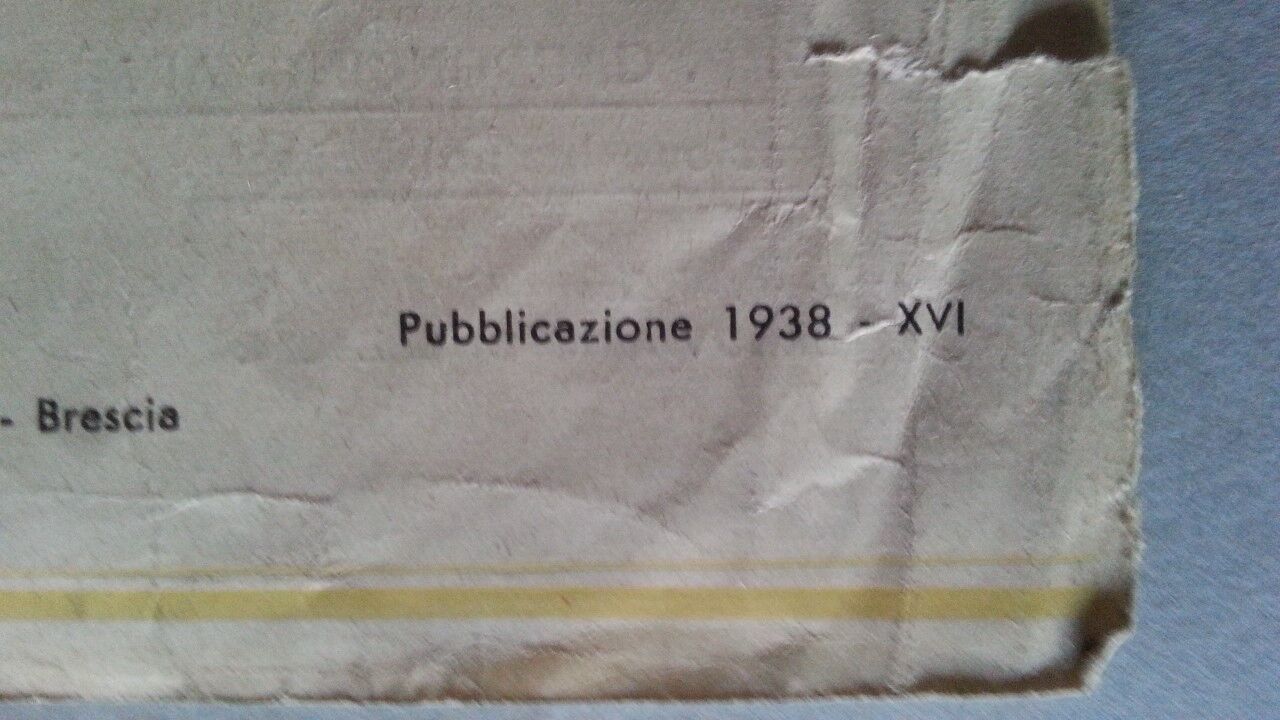 Pubblicazione 1938 - XVI
- Brescia